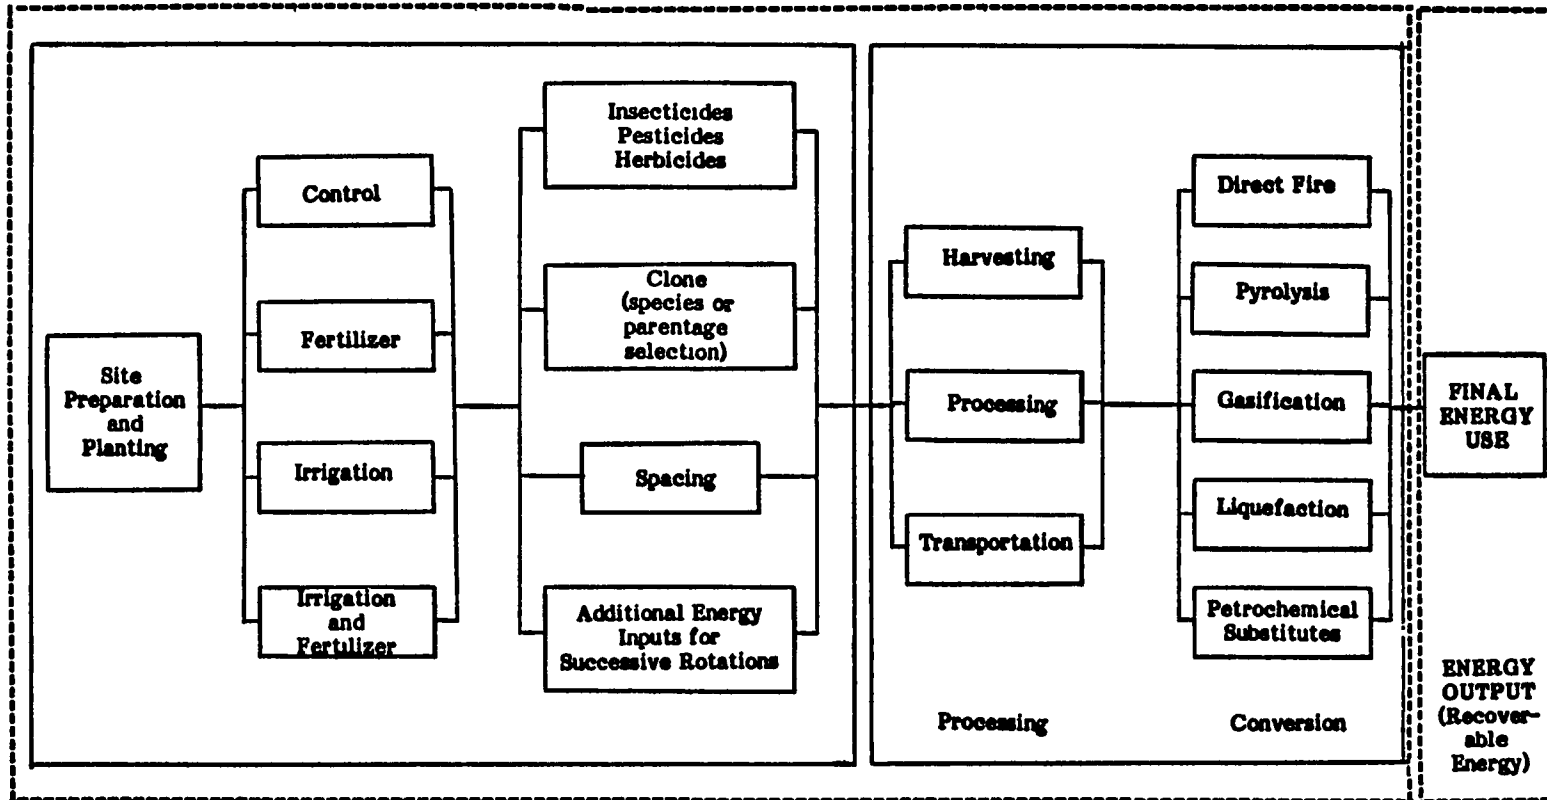 Site
Preparation
and
Planting
Control
Fertilizer
Irrigation
Irrigation
and
Fertilizer
Insecticides
Pesticides
Herbicides
Clone
(species or
parentage
selection)
Spacing
Additional Energy
Inputs for
Successive Rotations
Harvesting
Processing
Transportation
Processing
Direct Fire
Pyrolysis
Gasification
Liquefaction
Petrochemical
Substitutes
Conversion
FINAL
ENERGY
USE
ENERGY
OUTPUT
(Recover-
able
Energy)